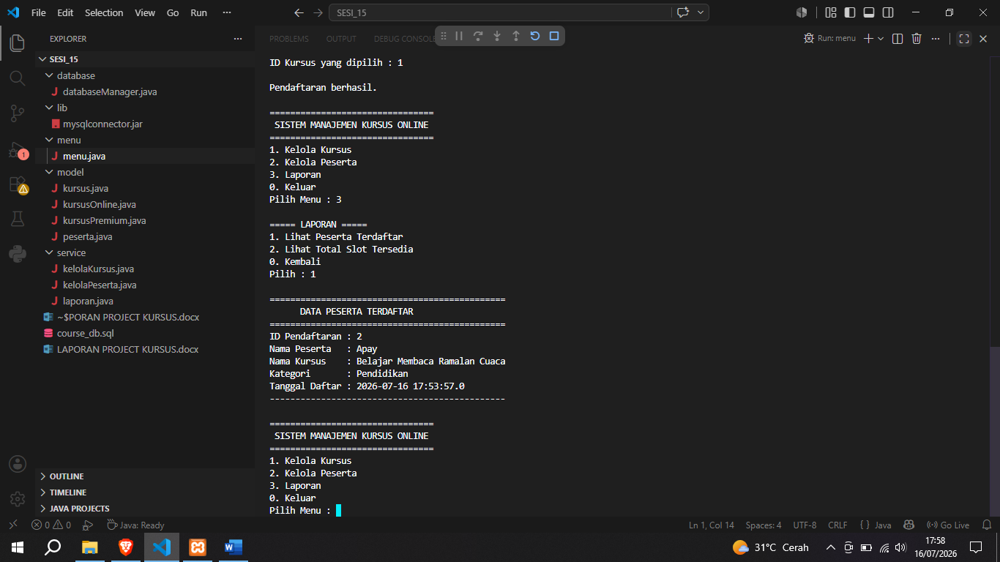 File Edit Selection View Go Run ···
SESI_15
EXPLORER
SESI_15
database
databaseManager.java
lib
mysqlconnector.jar
menu
menu.java
model
kursus.java
kursusOnline.java
kursusPremium.java
peserta.java
service
kelolaKursus.java
kelolaPeserta.java
laporan.java
~$PORAN PROJECT KURSUS.docx
course_db.sql
LAPORAN PROJECT KURSUS.docx
OUTLINE
TIMELINE
JAVA PROJECTS
1
PROBLEMS OUTPUT DEBUG CONSOLE
Run: menu
ID Kursus yang dipilih : 1
Pendaftaran berhasil.
================================
SISTEM MANAJEMEN KURSUS ONLINE
================================
1. Kelola Kursus
2. Kelola Peserta
3. Laporan
0. Keluar
Pilih Menu : 3
===== LAPORAN =====
1. Lihat Peserta Terdaftar
2. Lihat Total Slot Tersedia
0. Kembali
Pilih : 1
==============================================
DATA PESERTA TERDAFTAR
==============================================
ID Pendaftaran : 2
Nama Peserta : Apay
Nama Kursus : Belajar Membaca Ramalan Cuaca
Kategori : Pendidikan
Tanggal Daftar : 2026-07-16 17:53:57.0
----------------------------------------------
================================
SISTEM MANAJEMEN KURSUS ONLINE
================================
1. Kelola Kursus
2. Kelola Peserta
3. Laporan
0. Keluar
Pilih Menu :
0 0 Java: Ready
Ln 1, Col 14 Spaces: 4 UTF-8 CRLF { } Java Go Live
31°C Cerah
17:58
16/07/2026